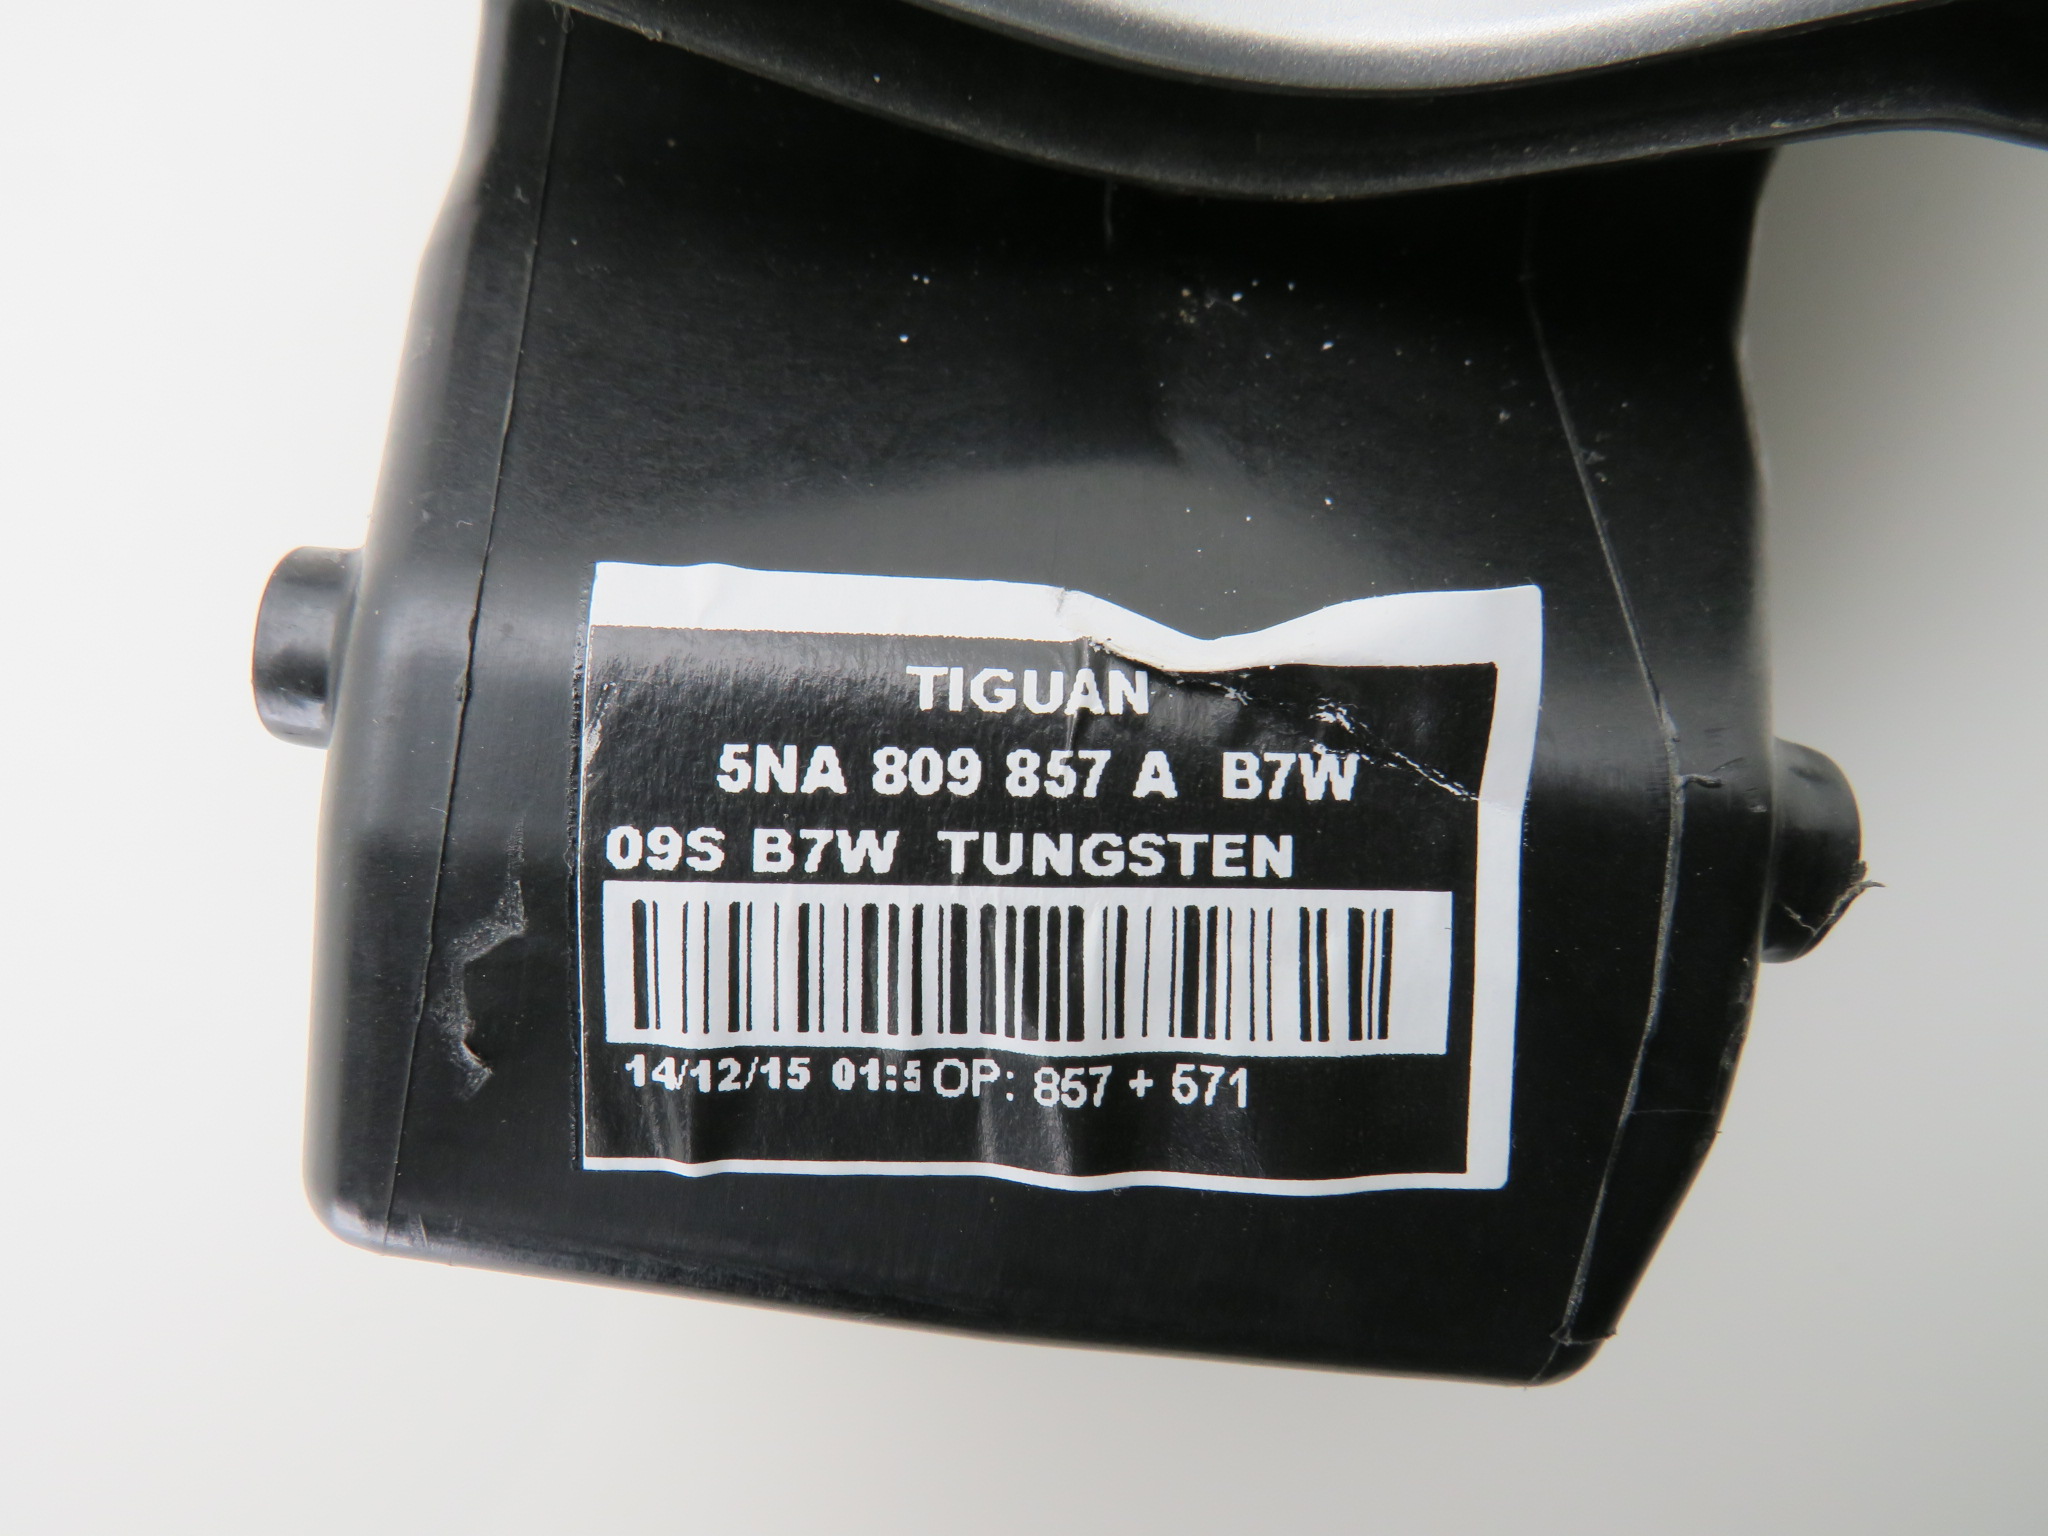 TIGUAN
5NA 809 857 A B7W
09S B7W TUNGSTEN
14/12/15 01:5 OP: 857 + 571